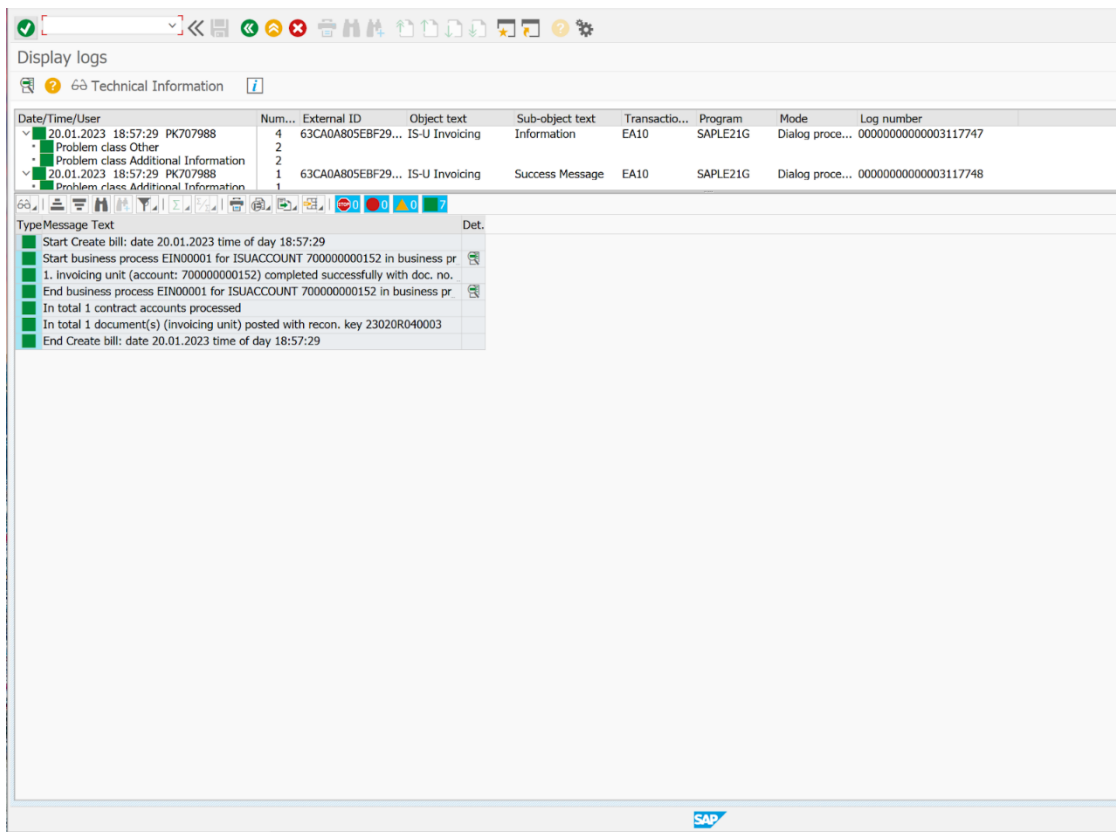 Display logs
Technical Information
Date/Time/User Num... External ID Object text Sub-object text Transactio... Program Mode Log number
20.01.2023 18:57:29 PK707988 4 63CA0A805EBF29... IS-U Invoicing Information EA10 SAPLE21G Dialog proce... 00000000000003117747
Problem class Other 2
Problem class Additional Information 2
20.01.2023 18:57:29 PK707988 1 63CA0A805EBF29... IS-U Invoicing Success Message EA10 SAPLE21G Dialog proce... 00000000000003117748
Problem class Additional Information 1
STOP 0 0 0 7
Type Message Text Det.
Start Create bill: date 20.01.2023 time of day 18:57:29
Start business process EIN00001 for ISUACCOUNT 700000000152 in business pr
1. invoicing unit (account: 700000000152) completed successfully with doc. no.
End business process EIN00001 for ISUACCOUNT 700000000152 in business pr
In total 1 contract accounts processed
In total 1 document(s) (invoicing unit) posted with recon. key 23020R040003
End Create bill: date 20.01.2023 time of day 18:57:29
SAP